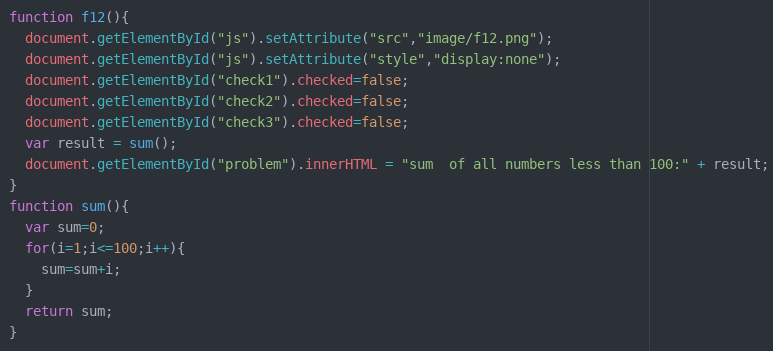 function f12(){
  document.getElementById("js").setAttribute("src","image/f12.png");
  document.getElementById("js").setAttribute("style","display:none");
  document.getElementById("check1").checked=false;
  document.getElementById("check2").checked=false;
  document.getElementById("check3").checked=false;
  var result = sum();
  document.getElementById("problem").innerHTML = "sum  of all numbers less than 100:" + result;
}
function sum(){
  var sum=0;
  for(i=1;i<=100;i++){
    sum=sum+i;
  }
  return sum;
}